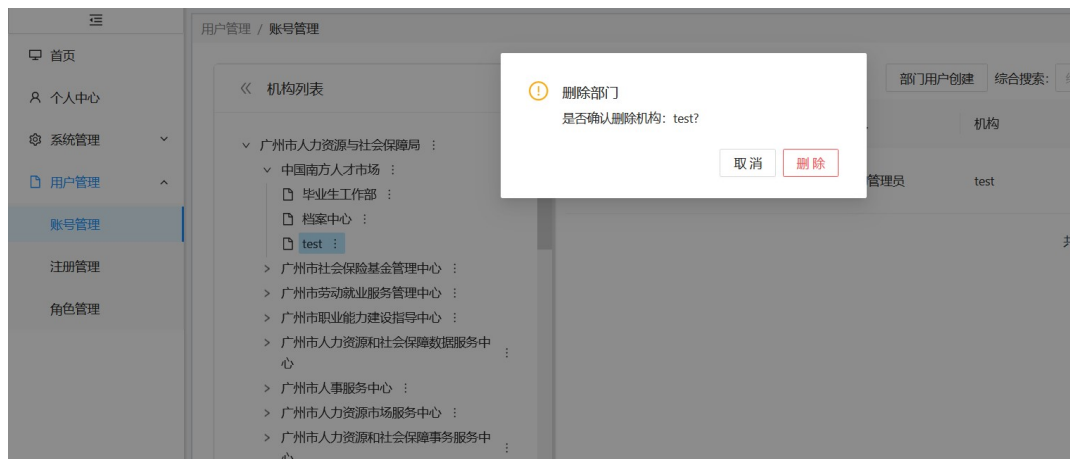 用户管理 / 账号管理
首页
个人中心
系统管理
用户管理
账号管理
注册管理
角色管理
机构列表
广州市人力资源与社会保障局
中国南方人才市场
毕业生工作部
档案中心
test
广州市社会保险基金管理中心
广州市劳动就业服务管理中心
广州市职业能力建设指导中心
广州市人力资源和社会保障数据服务中
心
广州市人事服务中心
广州市人力资源市场服务中心
广州市人力资源和社会保障事务服务中
删除部门
是否确认删除机构：test?
取 消
删 除
部门用户创建
综合搜索:
机构
管理员
test